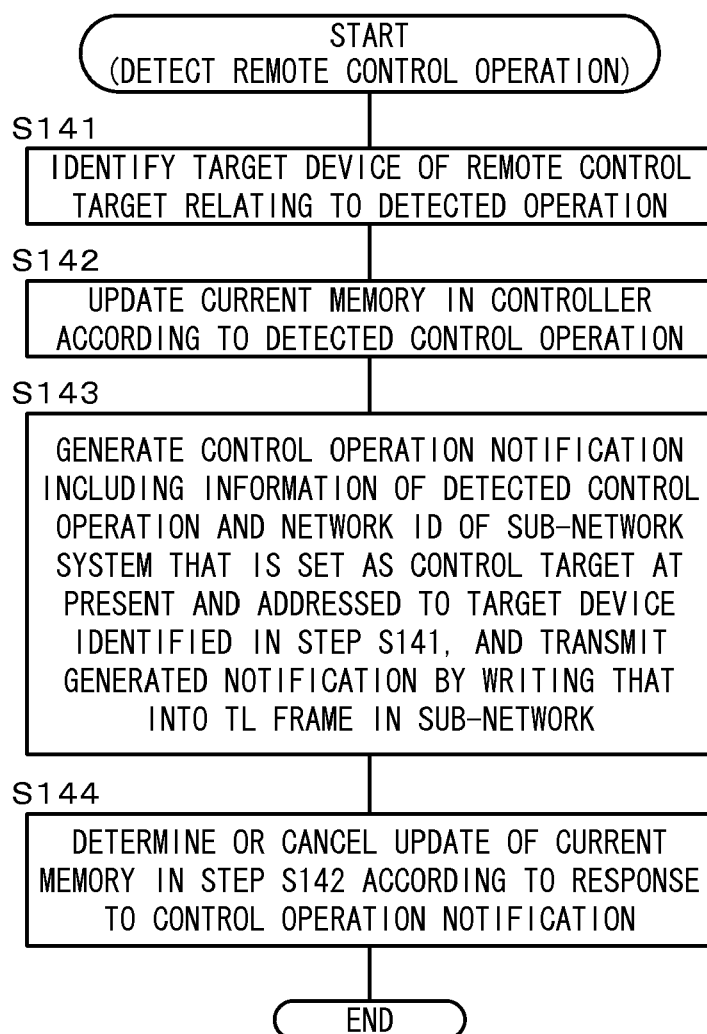 START
(DETECT REMOTE CONTROL OPERATION)
S141
IDENTIFY TARGET DEVICE OF REMOTE CONTROL
TARGET RELATING TO DETECTED OPERATION
S142
UPDATE CURRENT MEMORY IN CONTROLLER
ACCORDING TO DETECTED CONTROL OPERATION
S143
GENERATE CONTROL OPERATION NOTIFICATION
INCLUDING INFORMATION OF DETECTED CONTROL
OPERATION AND NETWORK ID OF SUB-NETWORK
SYSTEM THAT IS SET AS CONTROL TARGET AT
PRESENT AND ADDRESSED TO TARGET DEVICE
IDENTIFIED IN STEP S141, AND TRANSMIT
GENERATED NOTIFICATION BY WRITING THAT
INTO TL FRAME IN SUB-NETWORK
S144
DETERMINE OR CANCEL UPDATE OF CURRENT
MEMORY IN STEP S142 ACCORDING TO RESPONSE
TO CONTROL OPERATION NOTIFICATION
END